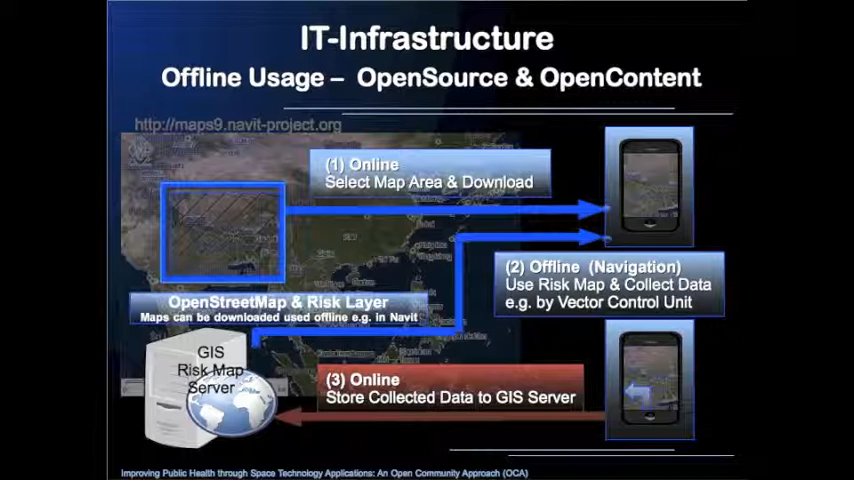 IT-Infrastructure
Offline Usage – OpenSource & OpenContent
http://maps9.navit-project.org
(1) Online
Select Map Area & Download
(2) Offline (Navigation)
Use Risk Map & Collect Data
e.g. by Vector Control Unit
OpenStreetMap & Risk Layer
Maps can be downloaded used offline e.g. in Navit
GIS
Risk Map
Server
(3) Online
Store Collected Data to GIS Server
Improving Public Health through Space Technology Applications: An Open Community Approach (OCA)